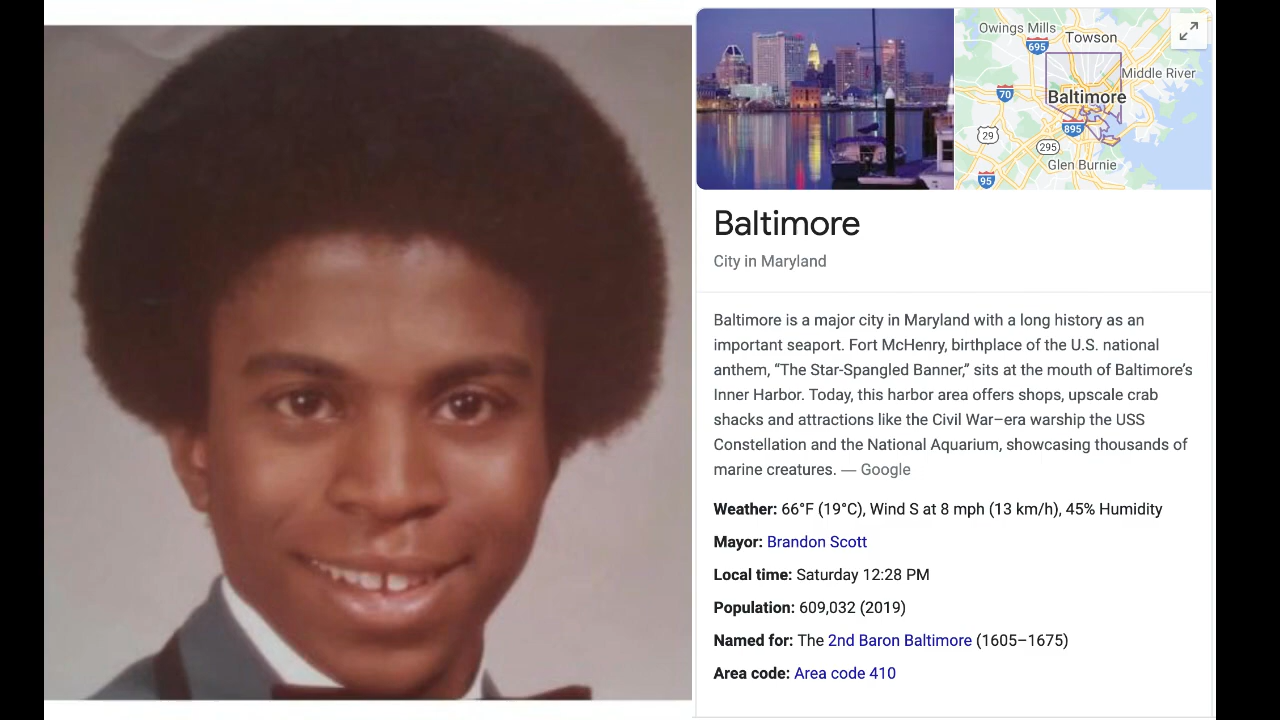 Owings Mills
Towson
695
Middle River
70
Baltimore
895
29
295
Glen Burnie
95
Baltimore
City in Maryland
Baltimore is a major city in Maryland with a long history as an
important seaport. Fort McHenry, birthplace of the U.S. national
anthem, “The Star-Spangled Banner,” sits at the mouth of Baltimore’s
Inner Harbor. Today, this harbor area offers shops, upscale crab
shacks and attractions like the Civil War–era warship the USS
Constellation and the National Aquarium, showcasing thousands of
marine creatures. — Google
Weather: 66°F (19°C), Wind S at 8 mph (13 km/h), 45% Humidity
Mayor: Brandon Scott
Local time: Saturday 12:28 PM
Population: 609,032 (2019)
Named for: The 2nd Baron Baltimore (1605–1675)
Area code: Area code 410